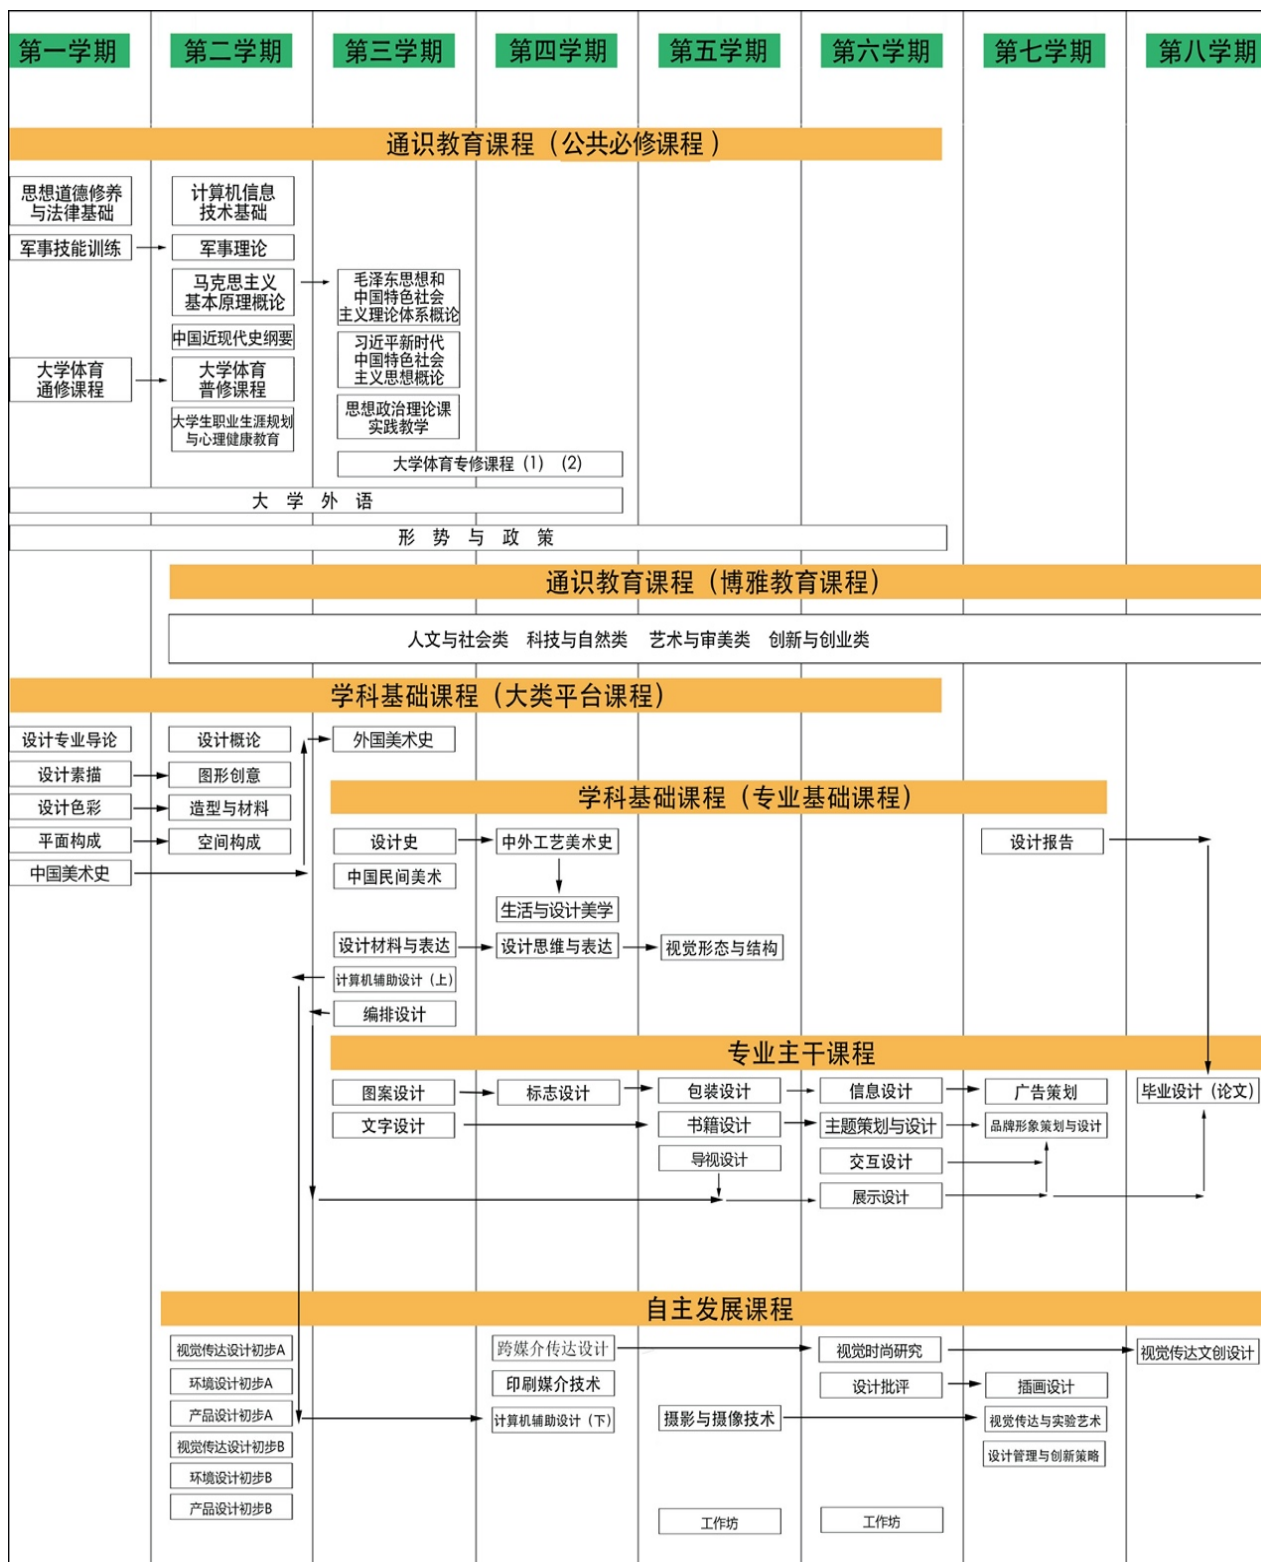 第一学期
第二学期
第三学期
第四学期
第五学期
第六学期
第七学期
第八学期
通识教育课程（公共必修课程）
思想道德修养
与法律基础
计算机信息
技术基础
军事技能训练
军事理论
马克思主义
基本原理概论
毛泽东思想和
中国特色社会
主义理论体系概论
中国近现代史纲要
习近平新时代
中国特色社会
主义思想概论
大学体育
通修课程
大学体育
普修课程
大学生职业生涯规划
与心理健康教育
思想政治理论课
实践教学
大学体育专修课程（1）（2）
大 学 外 语
形 势 与 政 策
通识教育课程（博雅教育课程）
人文与社会类 科技与自然类 艺术与审美类 创新与创业类
学科基础课程（大类平台课程）
设计专业导论
设计概论
外国美术史
设计素描
图形创意
设计色彩
造型与材料
平面构成
空间构成
中国美术史
学科基础课程（专业基础课程）
设计史
中外工艺美术史
设计报告
中国民间美术
生活与设计美学
设计材料与表达
设计思维与表达
视觉形态与结构
计算机辅助设计（上）
编排设计
专业主干课程
图案设计
标志设计
包装设计
信息设计
广告策划
毕业设计（论文）
文字设计
书籍设计
主题策划与设计
品牌形象策划与设计
导视设计
交互设计
展示设计
自主发展课程
视觉传达设计初步A
跨媒介传达设计
视觉时尚研究
视觉传达文创设计
环境设计初步A
印刷媒介技术
设计批评
插画设计
产品设计初步A
计算机辅助设计（下）
摄影与摄像技术
视觉传达与实验艺术
视觉传达设计初步B
设计管理与创新策略
环境设计初步B
产品设计初步B
工作坊
工作坊